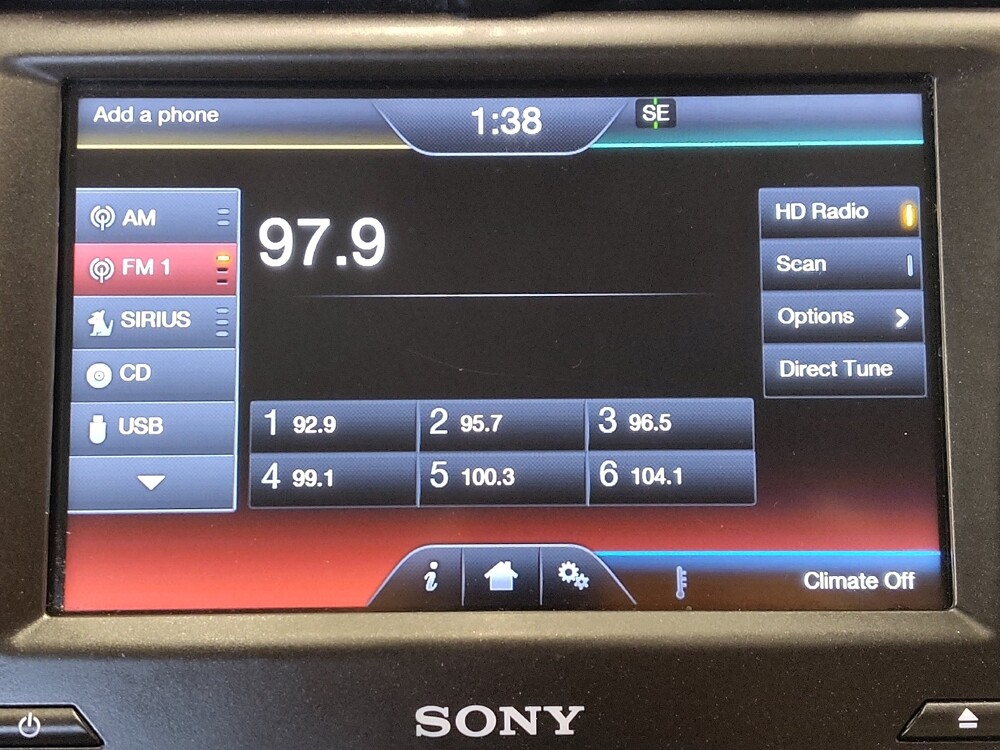 Add a phone
1:38
SE
AM
FM 1
SIRIUS
CD
USB
97.9
HD Radio
Scan
Options
Direct Tune
1 92.9
2 95.7
3 96.5
4 99.1
5 100.3
6 104.1
i
Climate Off
SONY